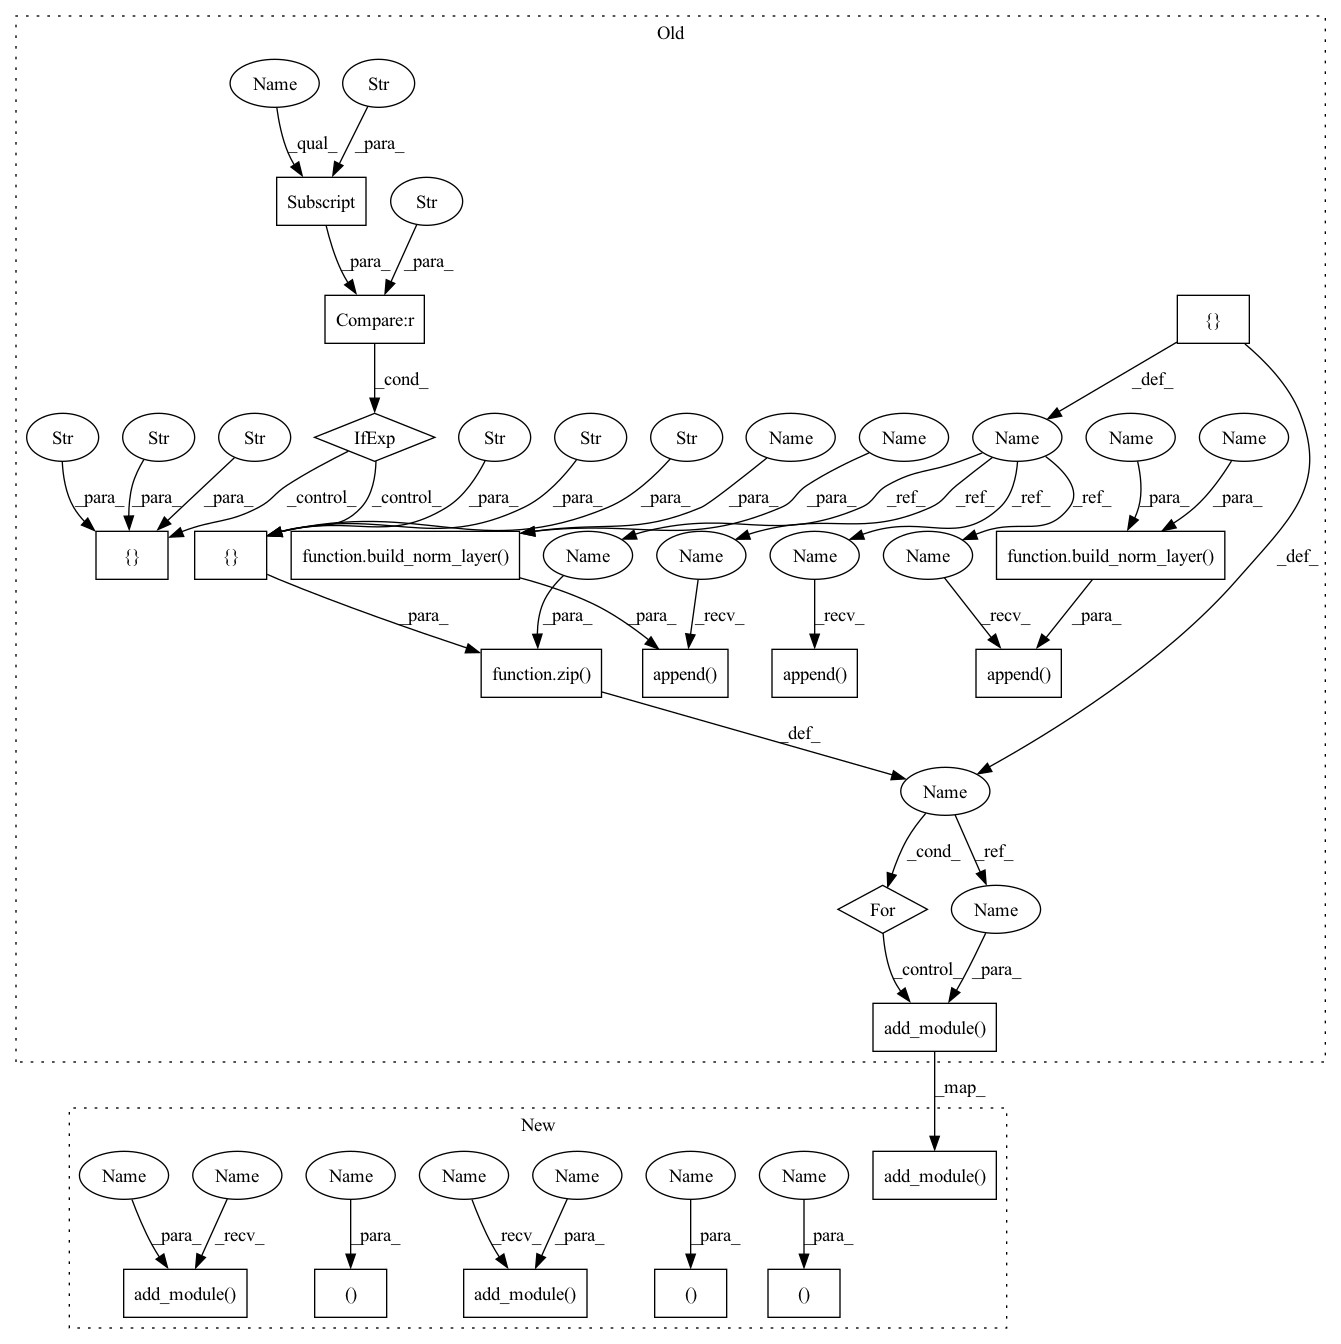 Old
Name Str
_qual_ _para_
Subscript Str
_para_ _para_
Compare:r {}
_cond_ _def_
Str Str Str IfExp Str Str Str Name Name Name Name Name
_para_ _para_ _para_ _control_ _control_ _para_ _para_ _para_ _para_ _para_ _ref_ _ref_ _ref_ _ref_ _para_ _para_
{} {} function.build_norm_layer() Name Name Name Name function.build_norm_layer() _def_
_para_ _para_ _para_ _recv_ _recv_ _recv_ _para_
function.zip() append() append() append()
_def_
Name
_cond_ _ref_
For Name
_control_ _para_
add_module()
_map_
New
Name Name Name Name Name Name Name add_module()
_para_ _recv_ _para_ _recv_ _para_ _para_ _para_
add_module() () add_module() () ()